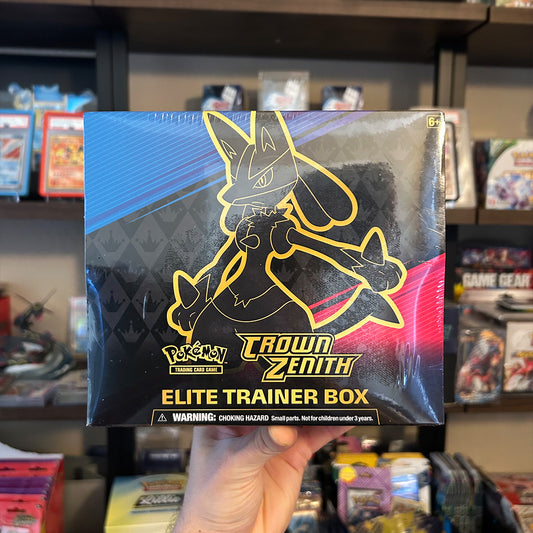 6+
POKéMON
TRADING CARD GAME
CROWN
ZENITH
ELITE TRAINER BOX
⚠ WARNING: CHOKING HAZARD Small parts. Not for children under 3 years.
GAME GEAR